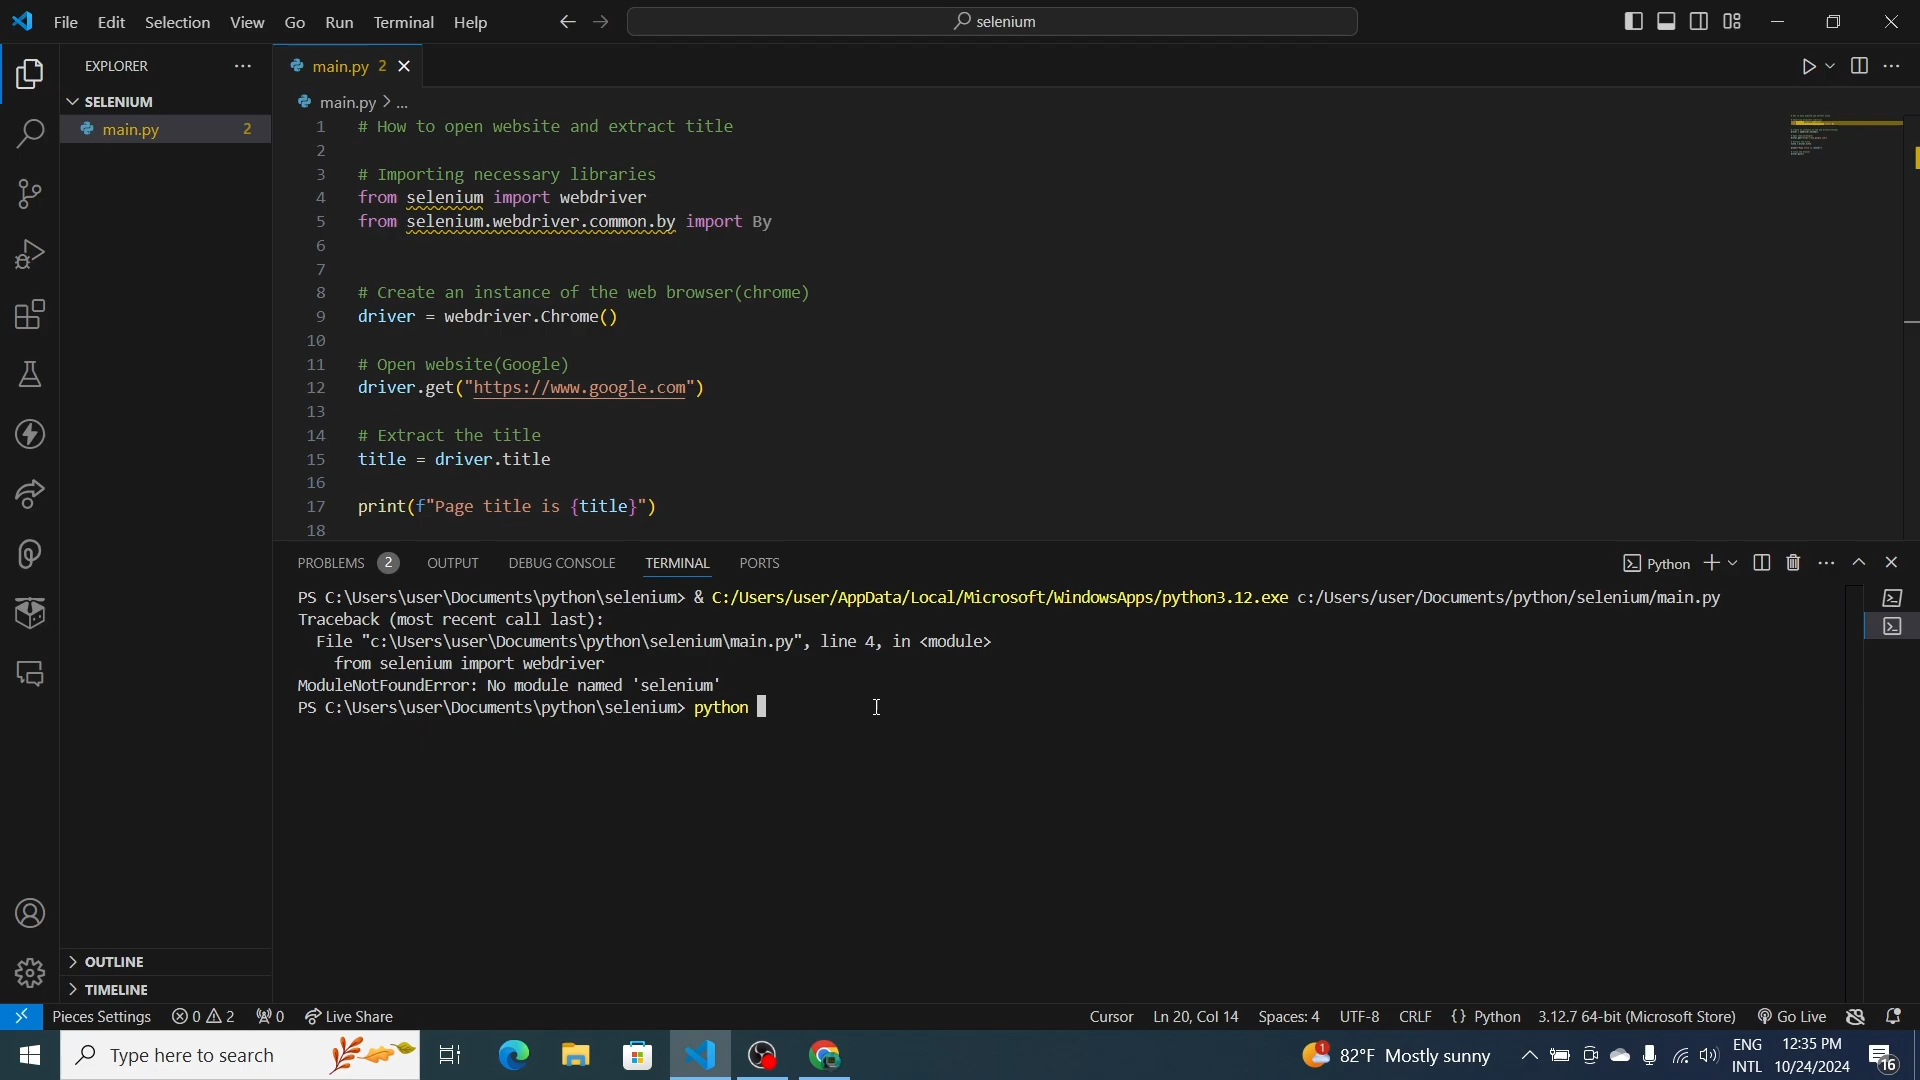 File Edit Selection View Go Run Terminal Help
selenium
EXPLORER
SELENIUM
main.py 2
main.py 2
main.py > ...
1 # How to open website and extract title
2
3 # Importing necessary libraries
4 from selenium import webdriver
5 from selenium.webdriver.common.by import By
6
7
8 # Create an instance of the web browser(chrome)
9 driver = webdriver.Chrome()
10
11 # Open website(Google)
12 driver.get("https://www.google.com")
13
14 # Extract the title
15 title = driver.title
16
17 print(f"Page title is {title}")
18
PROBLEMS 2 OUTPUT DEBUG CONSOLE TERMINAL PORTS
Python
PS C:\Users\user\Documents\python\selenium> & C:/Users/user/AppData/Local/Microsoft/WindowsApps/python3.12.exe c:/Users/user/Documents/python/selenium/main.py
Traceback (most recent call last):
File "c:\Users\user\Documents\python\selenium\main.py", line 4, in <module>
from selenium import webdriver
ModuleNotFoundError: No module named 'selenium'
PS C:\Users\user\Documents\python\selenium> python
OUTLINE
TIMELINE
Pieces Settings 0 2 0 Live Share Cursor Ln 20, Col 14 Spaces: 4 UTF-8 CRLF {} Python 3.12.7 64-bit (Microsoft Store) Go Live
Type here to search
1 82°F Mostly sunny
ENG
INTL
12:35 PM
10/24/2024
16